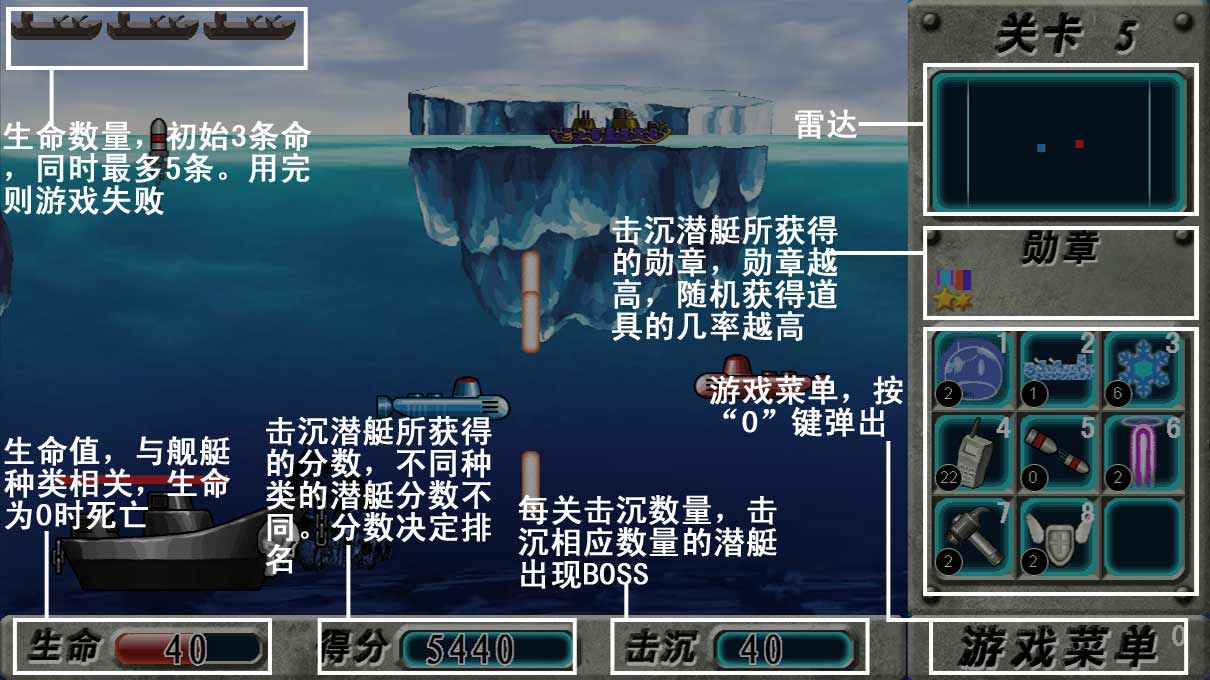 关卡 5
生命数量，初始3条命
，同时最多5条。用完
则游戏失败
雷达
击沉潜艇所获得
的勋章，勋章越
高，随机获得道
具的几率越高
勋章
1
2
3
2
1
6
4
5
6
22
0
2
7
8
2
2
游戏菜单，按
“0”键弹出
生命值，与舰艇
种类相关，生命
为0时死亡
击沉潜艇所获得
的分数，不同种
类的潜艇分数不
同。分数决定排
名
每关击沉数量，击
沉相应数量的潜艇
出现BOSS
生命 40
得分 5440
击沉 40
游戏菜单 0